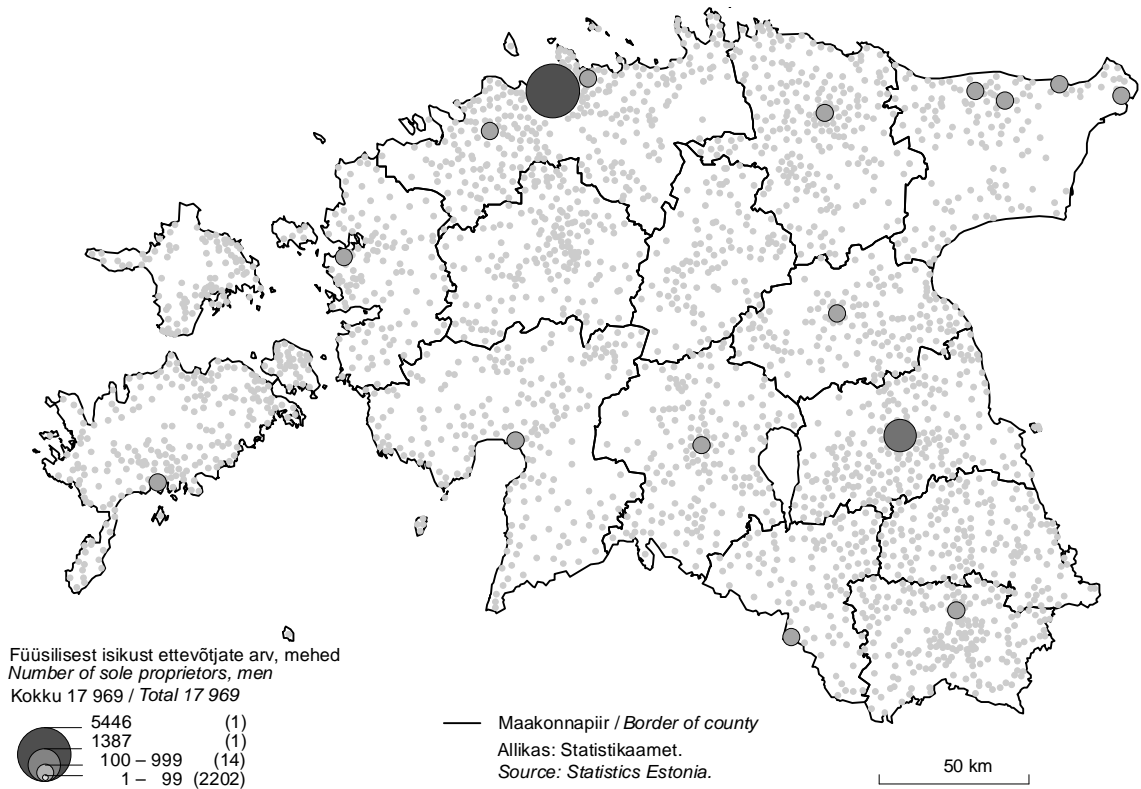 Füüsilisest isikust ettevõtjate arv, mehed
Number of sole proprietors, men
Kokku 17 969 / Total 17 969
5446 (1)
1387 (1)
100 – 999 (14)
1 – 99 (2202)
Maakonnapiir / Border of county
Allikas: Statistikaamet.
Source: Statistics Estonia.
50 km